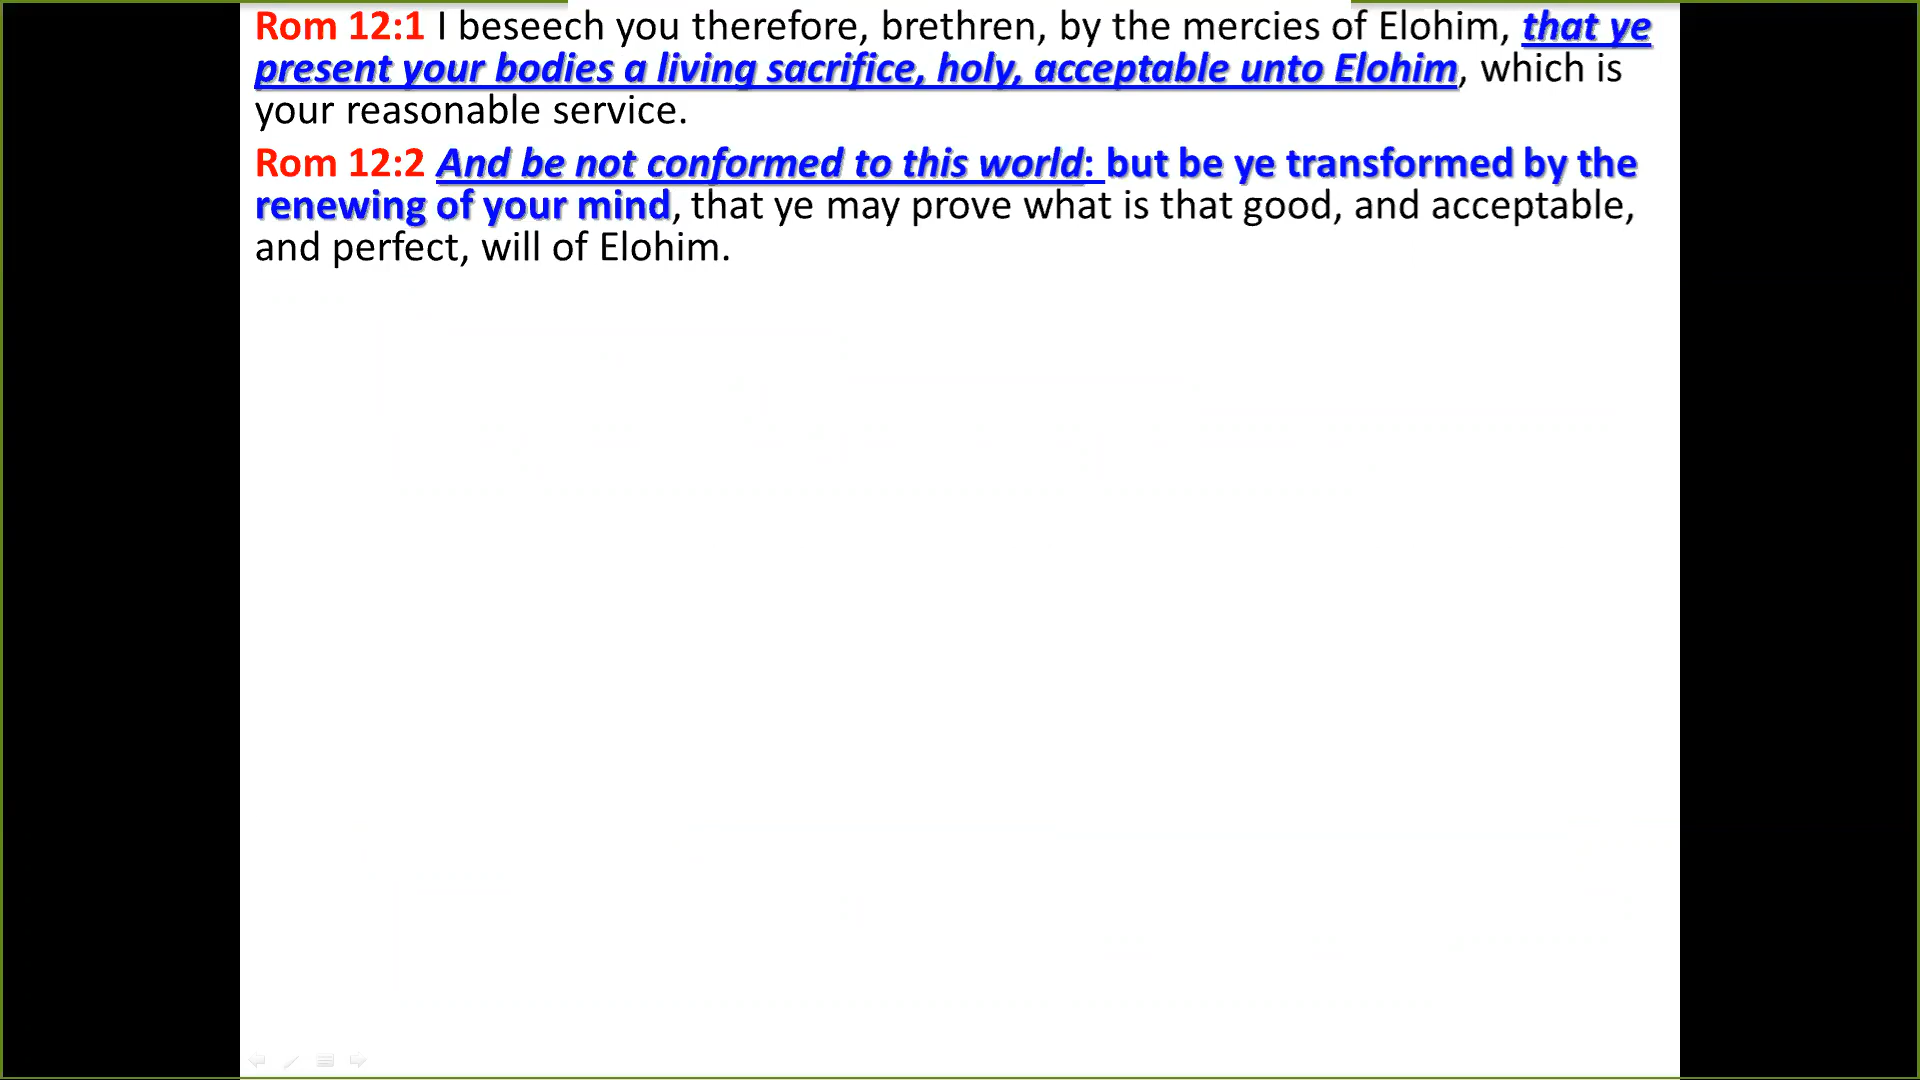 Rom 12:1 I beseech you therefore, brethren, by the mercies of Elohim, that ye
present your bodies a living sacrifice, holy, acceptable unto Elohim, which is
your reasonable service.
Rom 12:2 And be not conformed to this world: but be ye transformed by the
renewing of your mind, that ye may prove what is that good, and acceptable,
and perfect, will of Elohim.